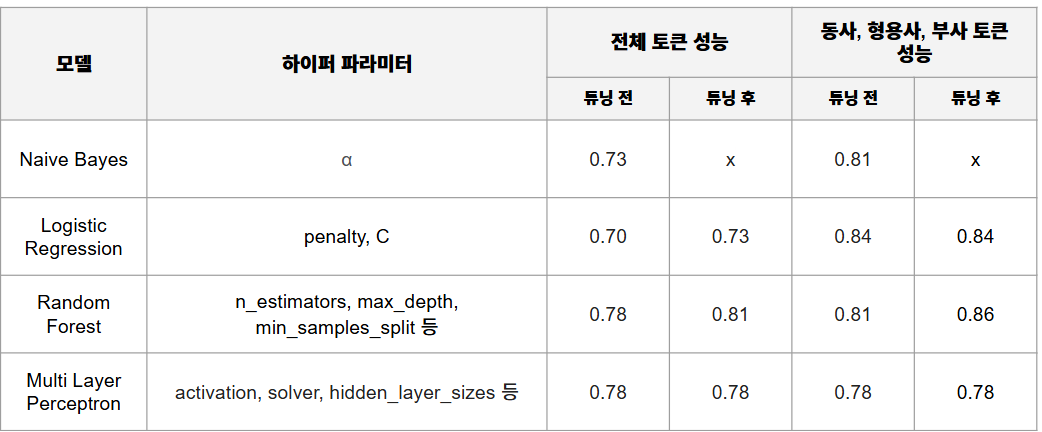 모델
하이퍼 파라미터
전체 토큰 성능
동사, 형용사, 부사 토큰
성능
튜닝 전
튜닝 후
튜닝 전
튜닝 후
Naive Bayes
α
0.73
x
0.81
x
Logistic
Regression
penalty, C
0.70
0.73
0.84
0.84
Random
Forest
n_estimators, max_depth,
min_samples_split 등
0.78
0.81
0.81
0.86
Multi Layer
Perceptron
activation, solver, hidden_layer_sizes 등
0.78
0.78
0.78
0.78